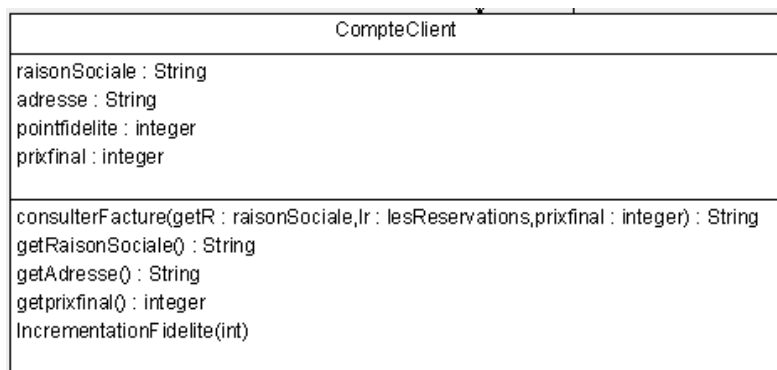 CompteClient
raisonSociale : String
adresse : String
pointfidelite : integer
prixfinal : integer
consulterFacture(getR : raisonSociale,lr : lesReservations,prixfinal : integer) : String
getRaisonSociale() : String
getAdresse() : String
getprixfinal() : integer
IncrementationFidelite(int)